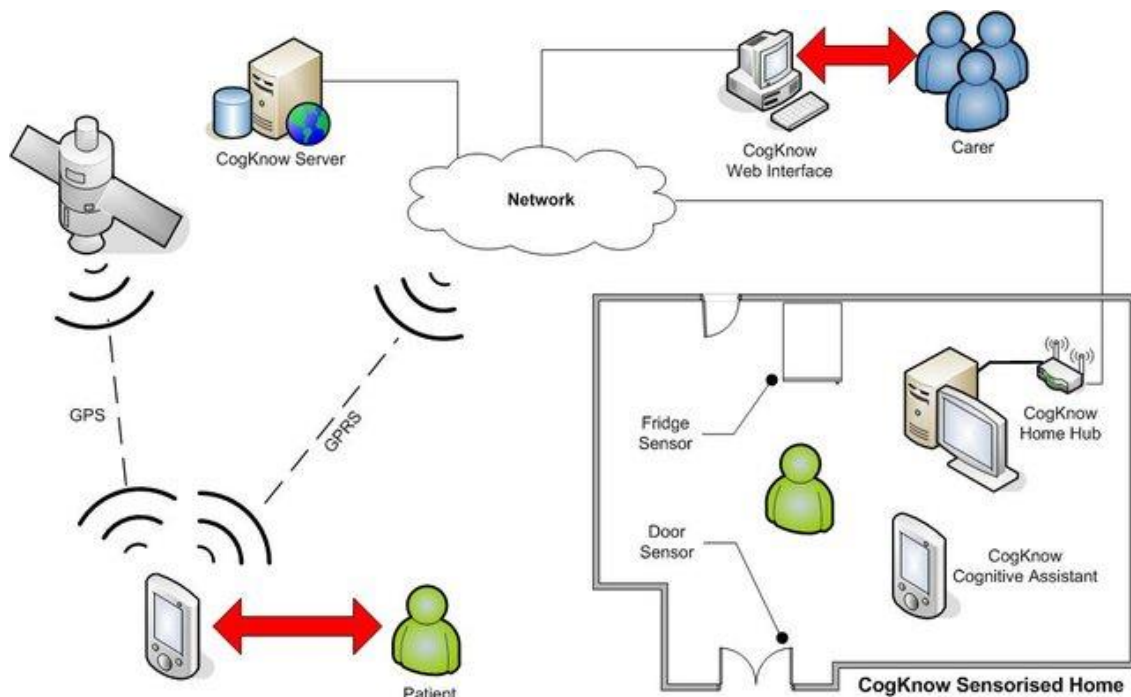 CogKnow Server
CogKnow
Web Interface
Carer
Network
GPS
GPRS
Fridge
Sensor
CogKnow
Home Hub
Door
Sensor
CogKnow
Cognitive Assistant
Patient
CogKnow Sensorised Home